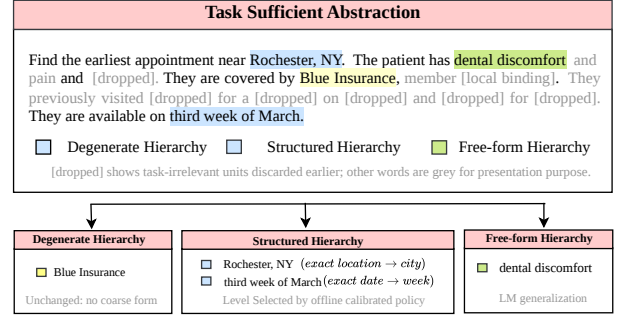 Task Sufficient Abstraction
Find the earliest appointment near Rochester, NY. The patient has dental discomfort and
pain and [dropped]. They are covered by Blue Insurance, member [local binding]. They
previously visited [dropped] for a [dropped] on [dropped] and [dropped] for [dropped].
They are available on third week of March.
Degenerate Hierarchy Structured Hierarchy Free-form Hierarchy
[dropped] shows task-irrelevant units discarded earlier; other words are grey for presentation purpose.
Degenerate Hierarchy
Blue Insurance
Unchanged: no coarse form
Structured Hierarchy
Rochester, NY (exact location → city)
third week of March(exact date → week)
Level Selected by offline calibrated policy
Free-form Hierarchy
dental discomfort
LM generalization